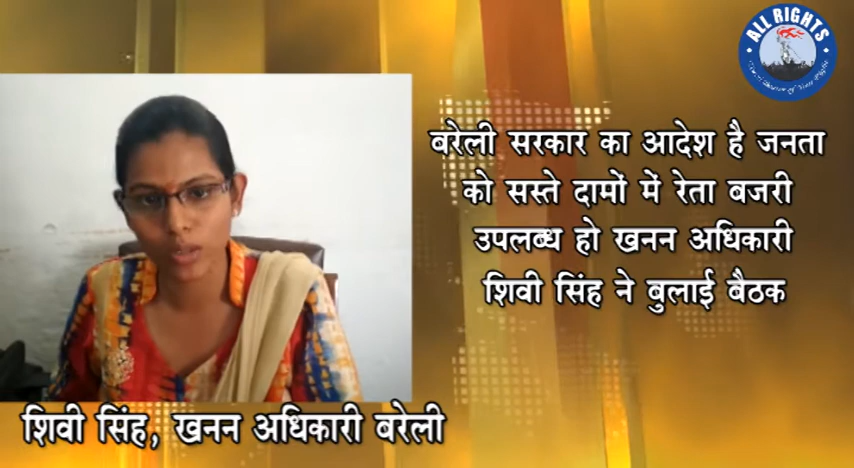 ALL RIGHTS
बरेली सरकार का आदेश है जनता
को सस्ते दामों में रेता बजरी
उपलब्ध हो खनन अधिकारी
शिवी सिंह ने बुलाई बैठक
शिवी सिंह, खनन अधिकारी बरेली